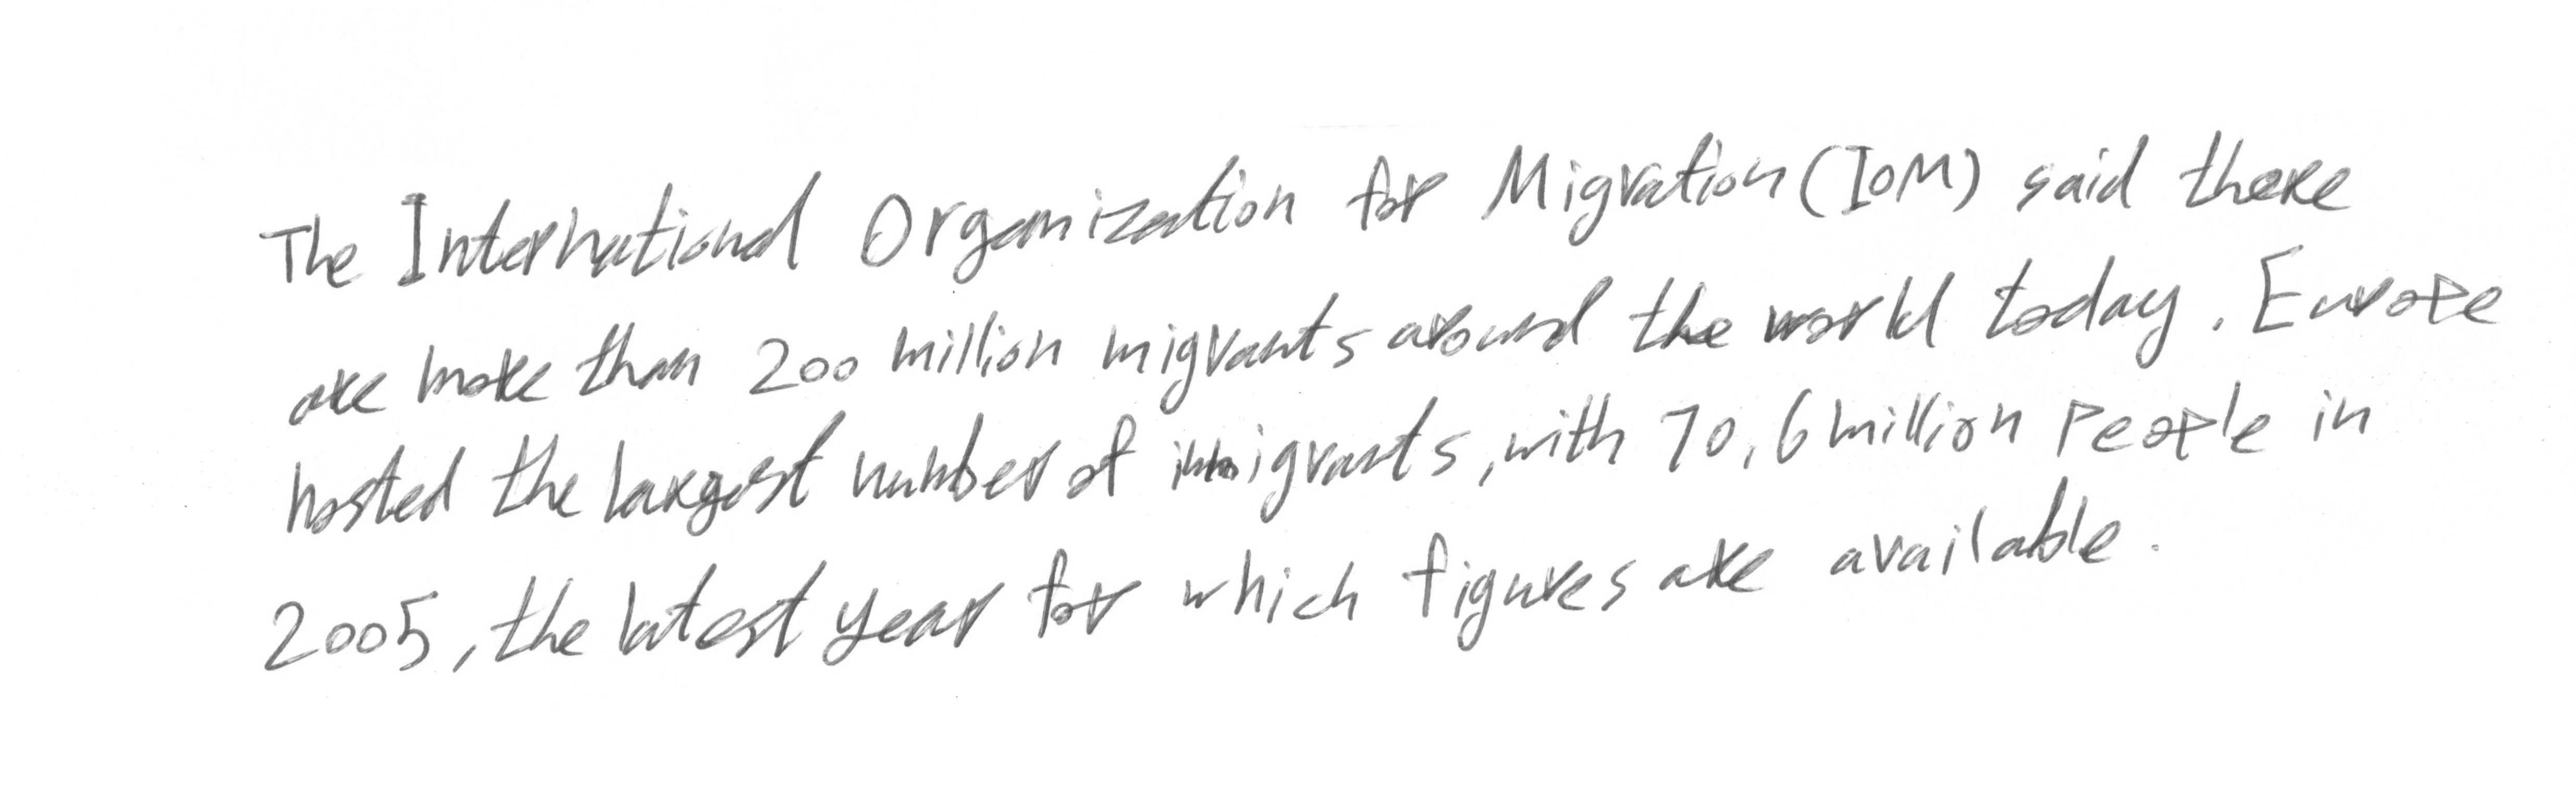 The International Organization for Migration (IOM) said there
are more than 200 million migrants around the world today. Europe
hosted the largest number of immigrants, with 70,6 million people in
2005, the latest year for which figures are available.